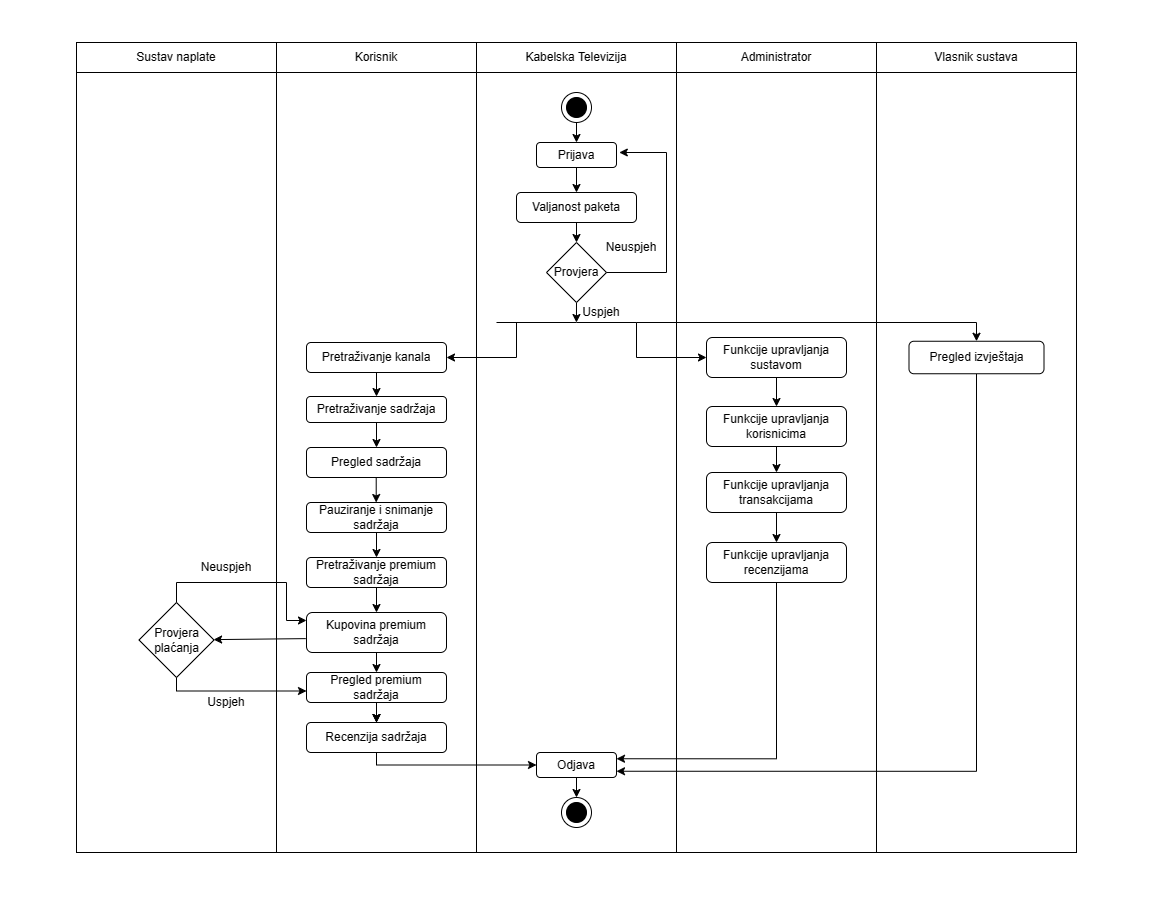 Sustav naplate
Korisnik
Kabelska Televizija
Administrator
Vlasnik sustava
Prijava
Valjanost paketa
Neuspjeh
Provjera
Uspjeh
Pretraživanje kanala
Pretraživanje sadržaja
Pregled sadržaja
Pauziranje i snimanje
sadržaja
Pretraživanje premium
sadržaja
Kupovina premium
sadržaja
Neuspjeh
Provjera
plaćanja
Uspjeh
Pregled premium
sadržaja
Recenzija sadržaja
Funkcije upravljanja
sustavom
Funkcije upravljanja
korisnicima
Funkcije upravljanja
transakcijama
Funkcije upravljanja
recenzijama
Pregled izvještaja
Odjava